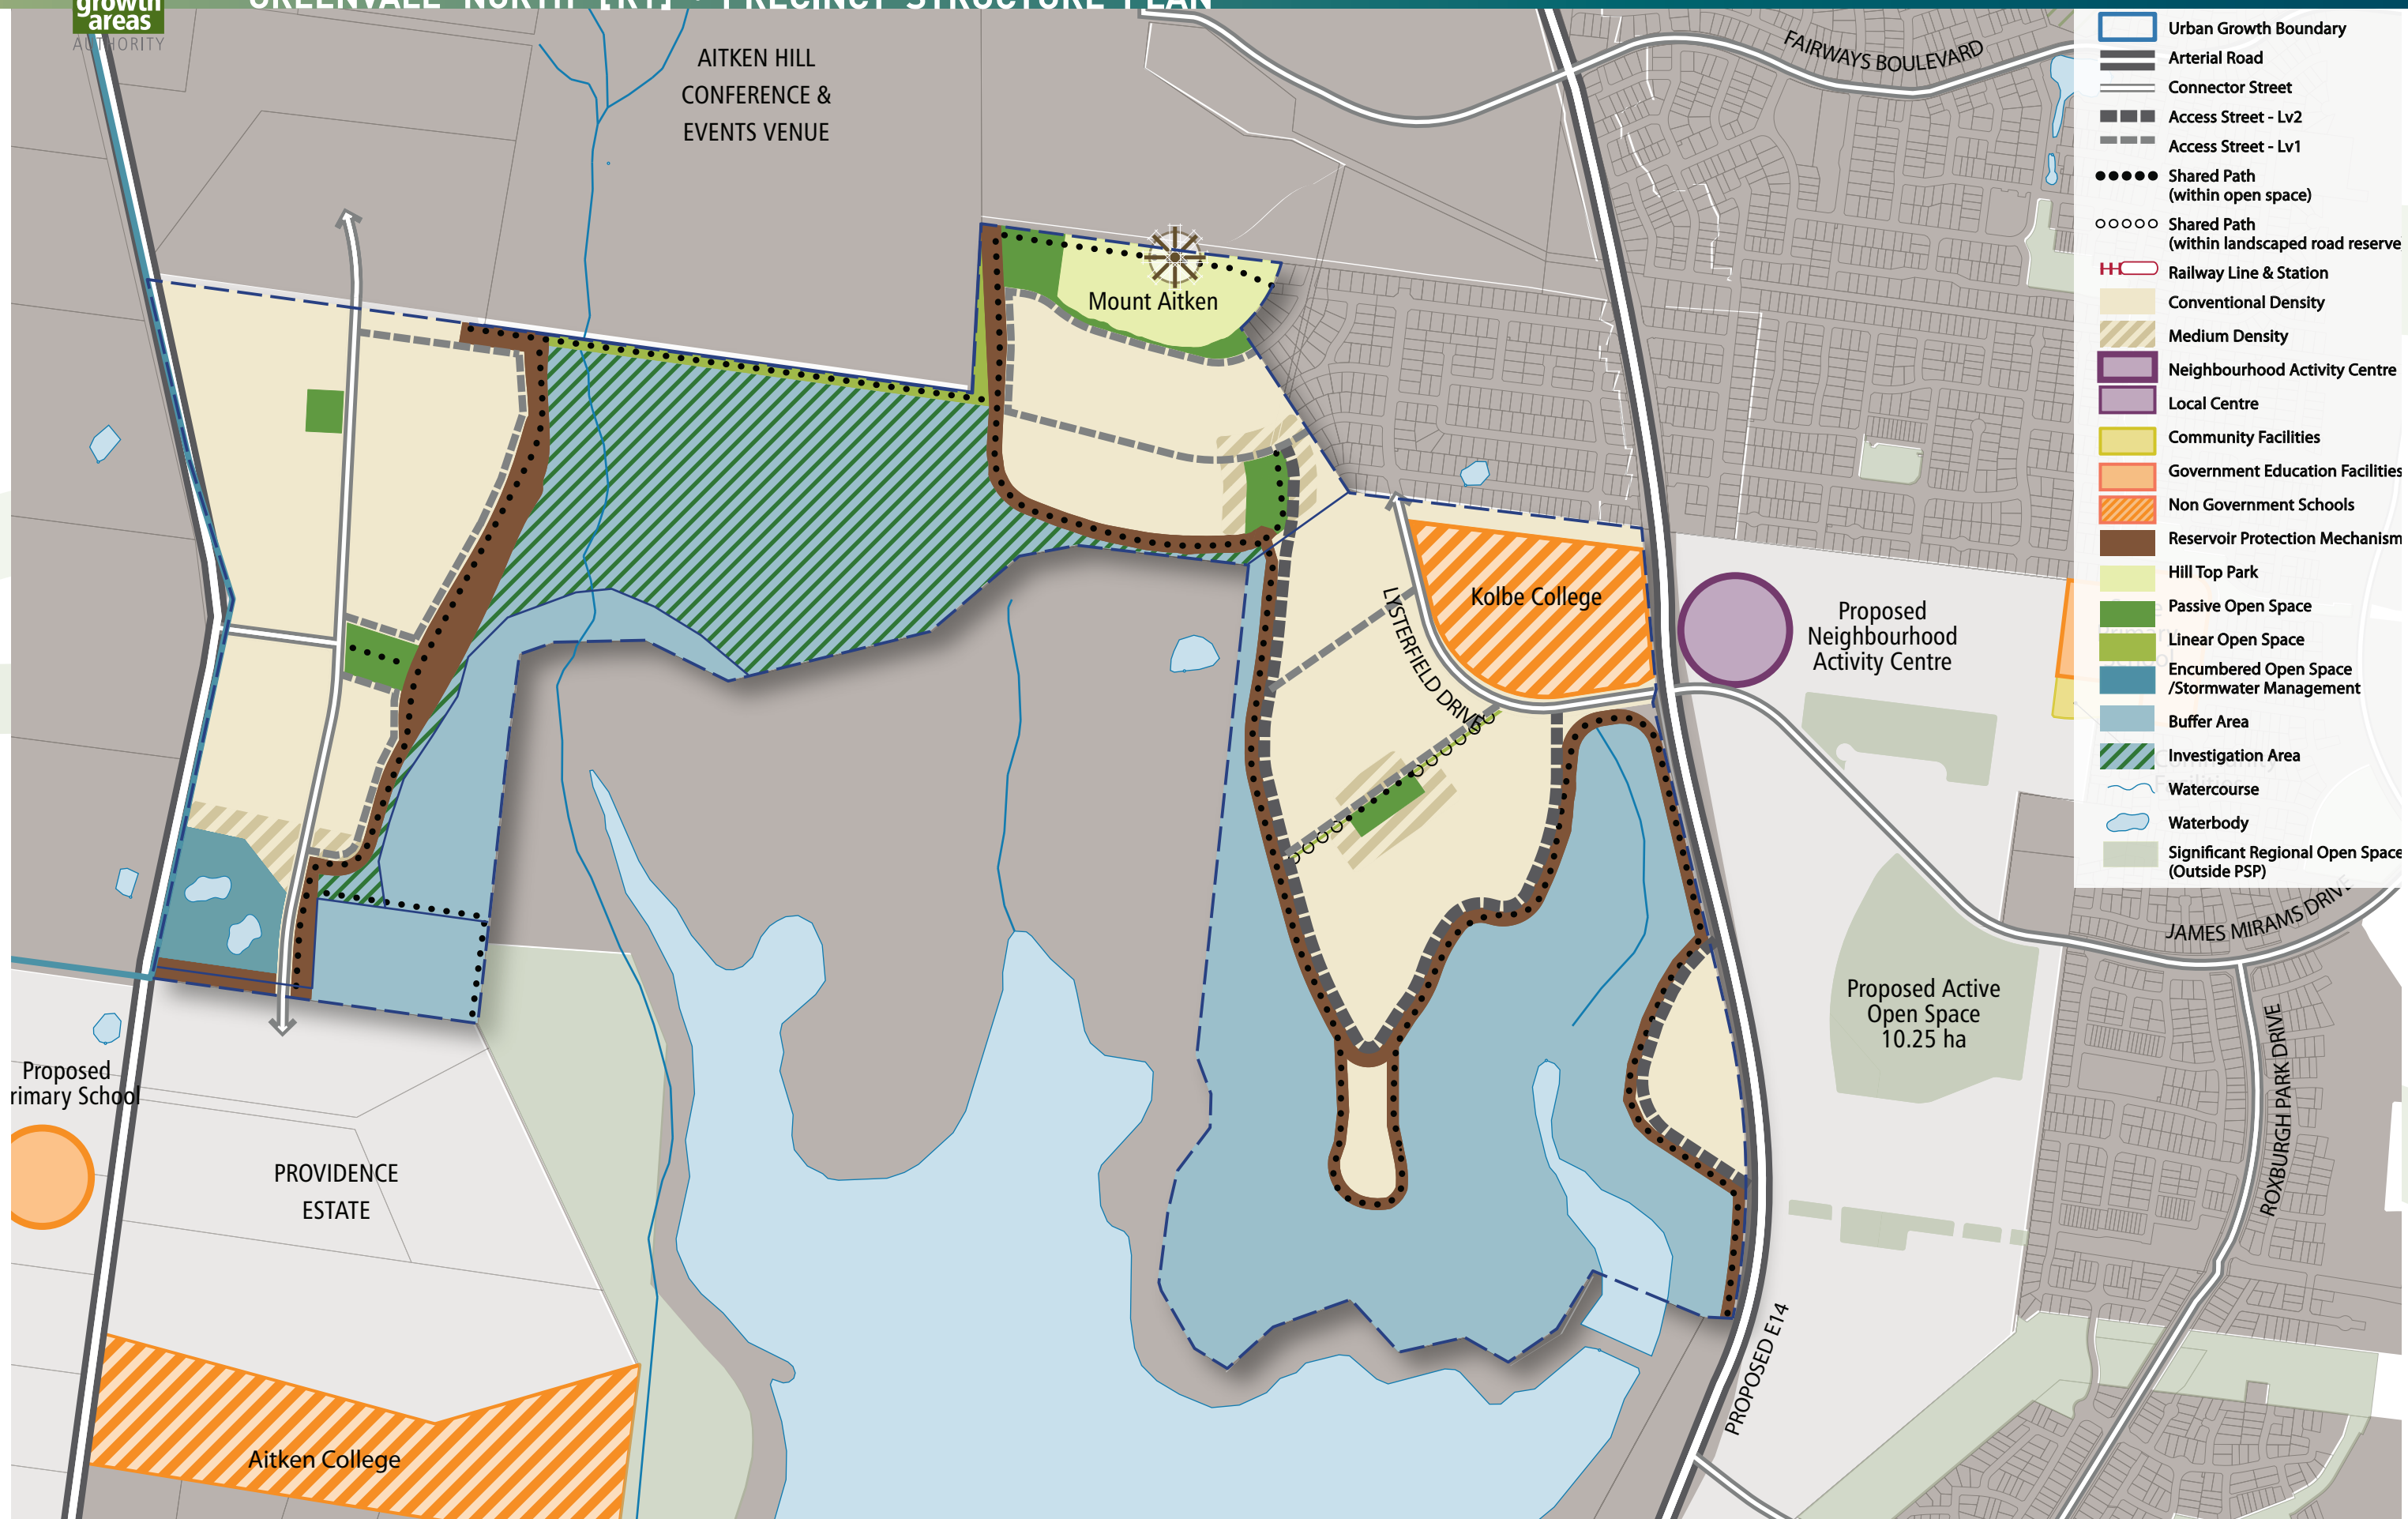 growth
areas
AUTHORITY
GREENVALE NORTH [R1] - PRECINCT STRUCTURE PLAN
AITKEN HILL
CONFERENCE &
EVENTS VENUE
FAIRWAYS BOULEVARD
Mount Aitken
Kolbe College
LYSTERFIELD DRIVE
Proposed
Neighbourhood
Activity Centre
Proposed Active
Open Space
10.25 ha
JAMES MIRAMS DRIVE
ROXBURGH PARK DRIVE
PROPOSED E14
Proposed
rimary School
PROVIDENCE
ESTATE
Aitken College
Urban Growth Boundary
Arterial Road
Connector Street
Access Street - Lv2
Access Street - Lv1
Shared Path
(within open space)
Shared Path
(within landscaped road reserve
Railway Line & Station
Conventional Density
Medium Density
Neighbourhood Activity Centre
Local Centre
Community Facilities
Government Education Facilities
Non Government Schools
Reservoir Protection Mechanism
Hill Top Park
Passive Open Space
Linear Open Space
Encumbered Open Space
/Stormwater Management
Buffer Area
Investigation Area
Watercourse
Waterbody
Significant Regional Open Space
(Outside PSP)